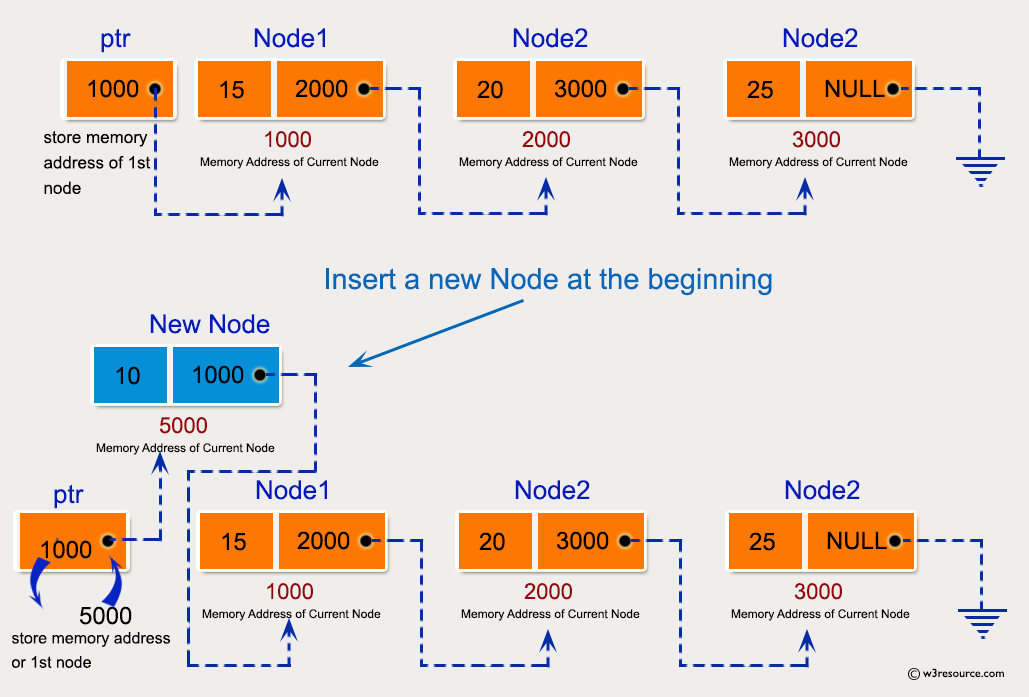 ptr
Node1
Node2
Node2
1000
15
2000
20
3000
25
NULL
store memory
address of 1st
node
1000
Memory Address of Current Node
2000
Memory Address of Current Node
3000
Memory Address of Current Node
Insert a new Node at the beginning
New Node
10
1000
5000
Memory Address of Current Node
ptr
Node1
Node2
Node2
1000
15
2000
20
3000
25
NULL
5000
store memory address
or 1st node
1000
Memory Address of Current Node
2000
Memory Address of Current Node
3000
Memory Address of Current Node
© w3resource.com